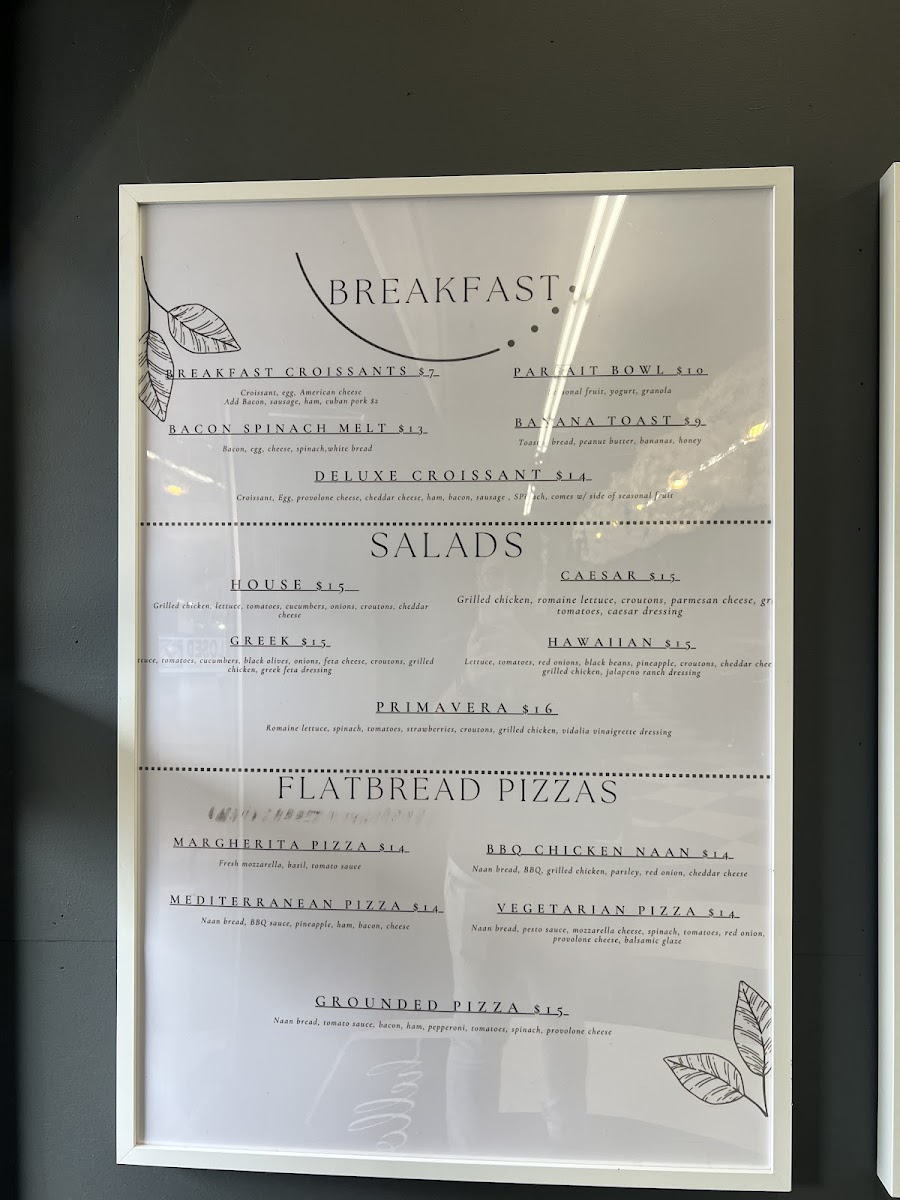 BREAKFAST
BREAKFAST CROISSANTS $7
Croissant, egg, American cheese
Add Bacon, sausage, ham, cuban pork $2
BACON SPINACH MELT $13
Bacon, egg, cheese, spinach,white bread
PARFAIT BOWL $10
fruit, yogurt, granola
BANANA TOAST $9
bread, peanut butter, bananas, honey
DELUXE CROISSANT $14
Croissant, Egg, provolone cheese, cheddar cheese, ham, bacon, sausage , SPinach, comes w/ side of seasonal fruit
SALADS
HOUSE $15
Grilled chicken, lettuce, tomatoes, cucumbers, onions, croutons, cheddar
cheese
CAESAR $15
Grilled chicken, romaine lettuce, croutons, parmesan cheese, gr
tomatoes, caesar dressing
GREEK $15
tuce, tomatoes, cucumbers, black olives, onions, feta cheese, croutons, grilled
chicken, greek feta dressing
HAWAIIAN $15
Lettuce, tomatoes, red onions, black beans, pineapple, croutons, cheddar chee
grilled chicken, jalapeno ranch dressing
PRIMAVERA $16
Romaine lettuce, spinach, tomatoes, strawberries, croutons, grilled chicken, vidalia vinaigrette dressing
FLATBREAD PIZZAS
MARGHERITA PIZZA $14
Fresh mozzarella, basil, tomato sauce
BBQ CHICKEN NAAN $14
Naan bread, BBQ, grilled chicken, parsley, red onion, cheddar cheese
MEDITERRANEAN PIZZA $14
Naan bread, BBQ sauce, pineapple, ham, bacon, cheese
VEGETARIAN PIZZA $14
Naan bread, pesto sauce, mozzarella cheese, spinach, tomatoes, red onion,
provolone cheese, balsamic glaze
GROUNDED PIZZA $15
Naan bread, tomato sauce, bacon, ham, pepperoni, tomatoes, spinach, provolone cheese